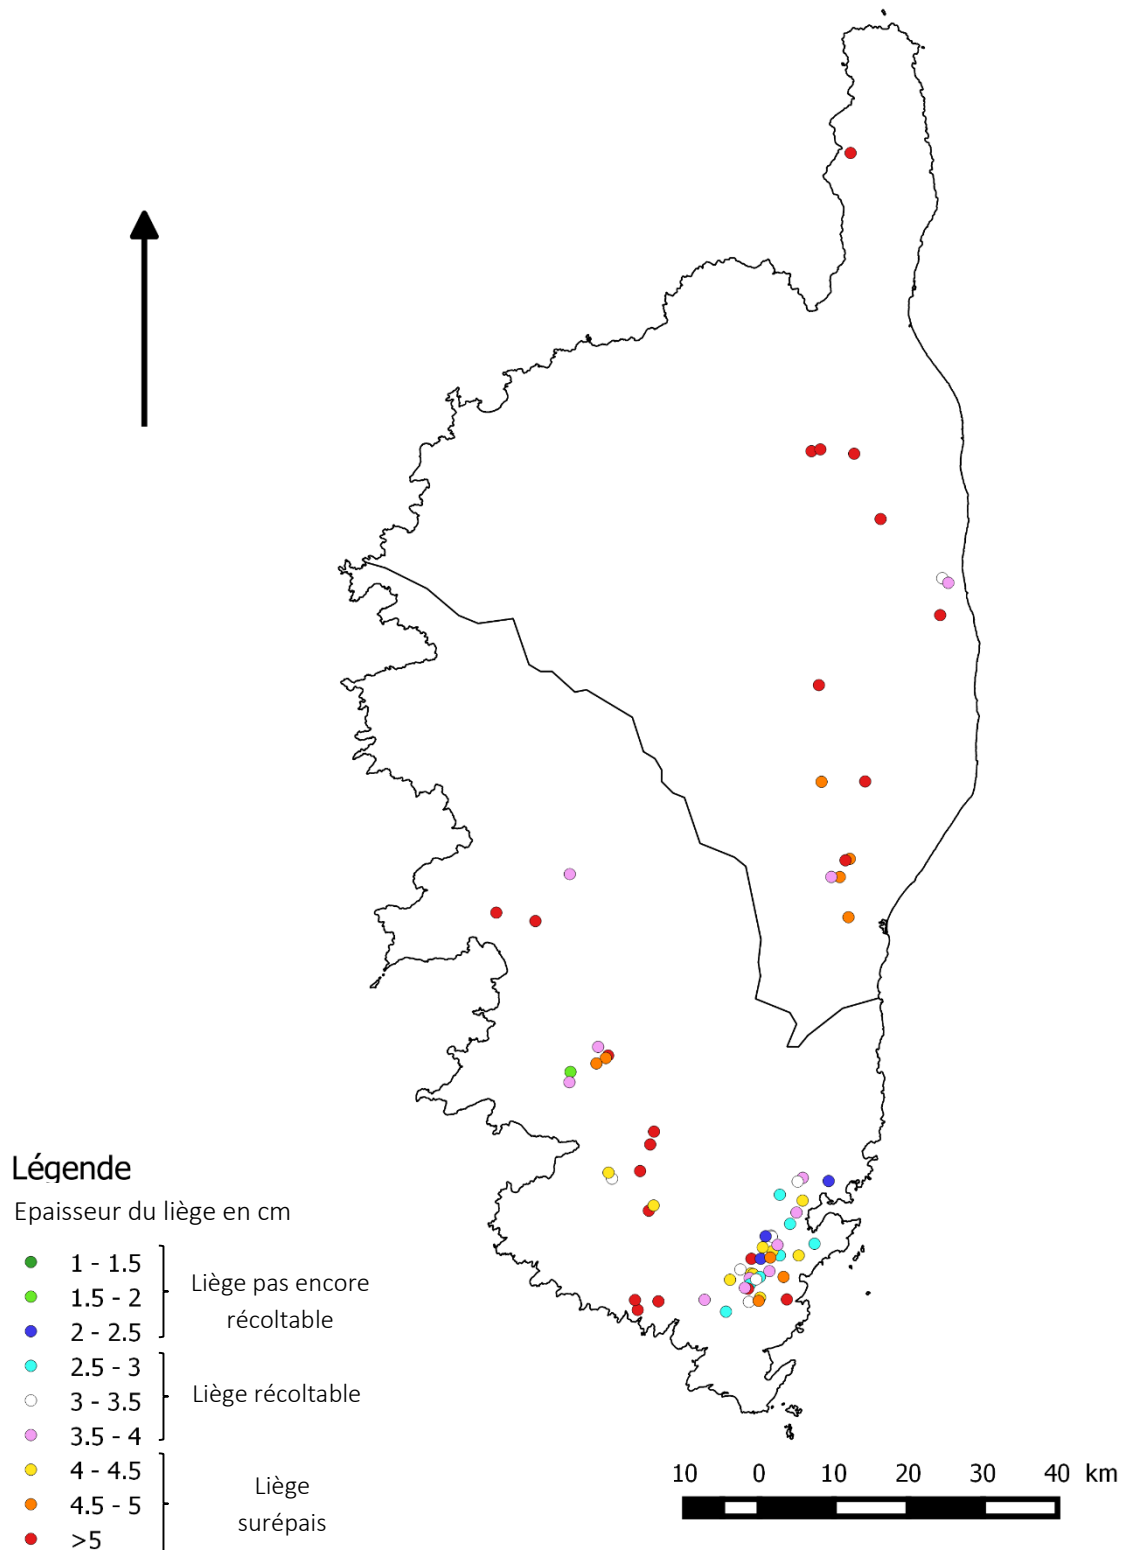 Légende
Epaisseur du liège en cm
1 - 1.5
1.5 - 2
2 - 2.5
Liège pas encore
récoltable
2.5 - 3
3 - 3.5
3.5 - 4
Liège récoltable
4 - 4.5
4.5 - 5
>5
Liège
surépais
10 0 10 20 30 40 km